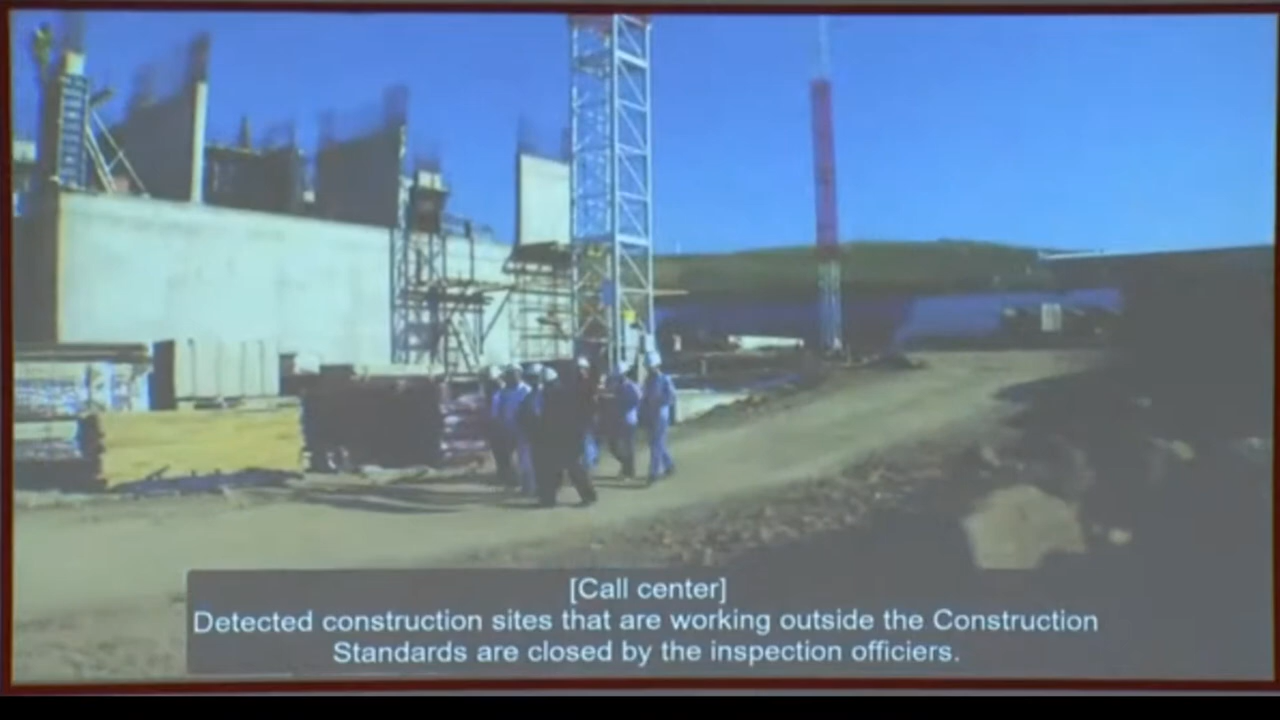 [Call center]
Detected construction sites that are working outside the Construction
Standards are closed by the inspection officiers.